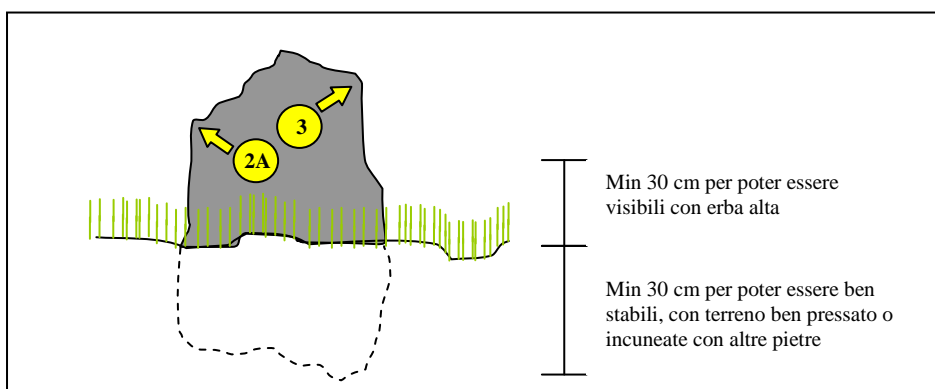 3
2A
Min 30 cm per poter essere
visibili con erba alta
Min 30 cm per poter essere ben
stabili, con terreno ben pressato o
incuneate con altre pietre